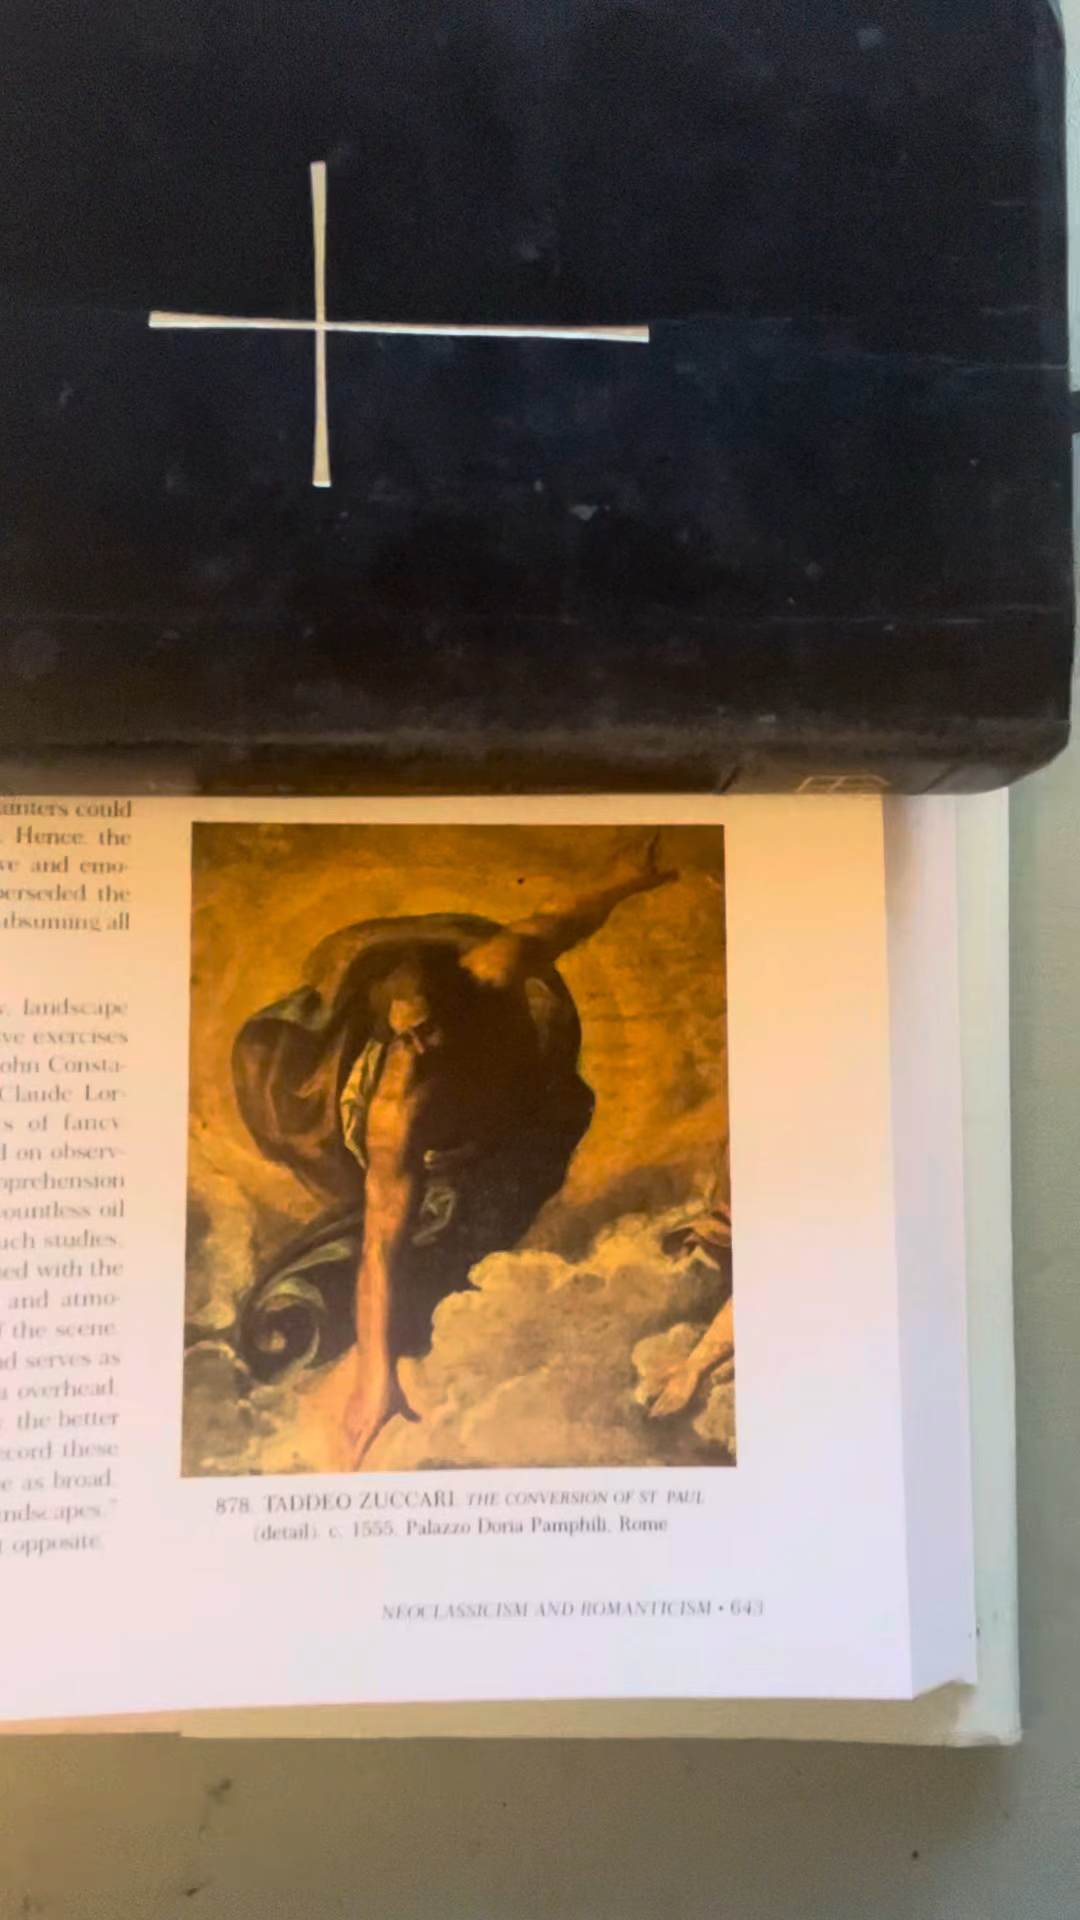 ainters could
. Hence, the
ve and emo-
perseded the
ubsuming all
y, landscape
ve exercises
ohn Consta-
Claude Lor-
s of fancy
d on observ-
prehension
ountless oil
uch studies,
ed with the
and atmo-
f the scene.
d serves as
a overhead,
the better
ecord these
e as broad,
ndscapes."
t opposite,
878. TADDEO ZUCCARI. THE CONVERSION OF ST. PAUL
(detail). c. 1555. Palazzo Doria Pamphili, Rome
NEOCLASSICISM AND ROMANTICISM • 643